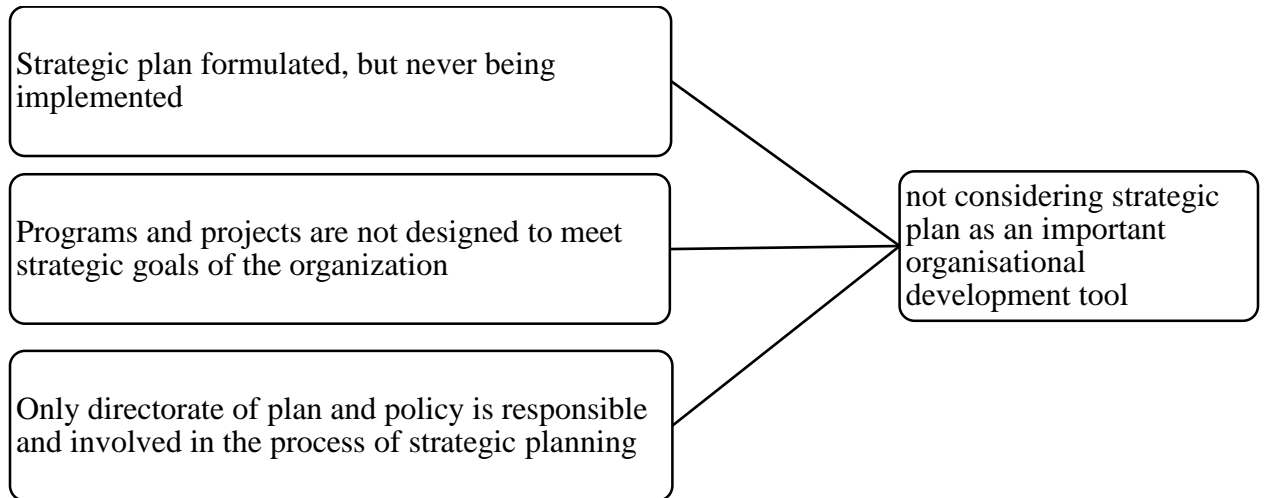 Strategic plan formulated, but never being
implemented
Programs and projects are not designed to meet
strategic goals of the organization
Only directorate of plan and policy is responsible
and involved in the process of strategic planning
not considering strategic
plan as an important
organisational
development tool